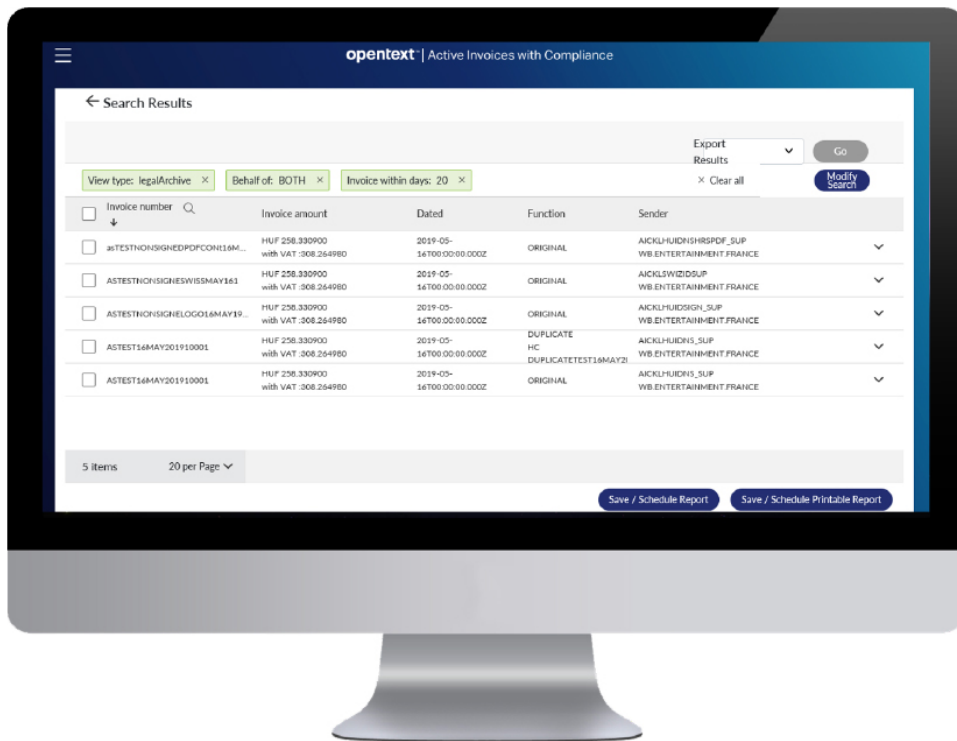 opentext™ | Active Invoices with Compliance
← Search Results
Export Results
Go
View type: legalArchive ×
Behalf of: BOTH ×
Invoice within days: 20 ×
× Clear all
Modify Search
Invoice number
Invoice amount
Dated
Function
Sender
asTESTNONSIGNEDPDFCONt16M...
HUF 258.330900
with VAT :308.264980
2019-05-
16T00:00:00.000Z
ORIGINAL
AICKLHUIDNSHRSPDF_SUP
WB.ENTERTAINMENT.FRANCE
ASTESTNONSIGNESWISSMAY161
HUF 258.330900
with VAT :308.264980
2019-05-
16T00:00:00.000Z
ORIGINAL
AICKLSWIZIDSUP
WB.ENTERTAINMENT.FRANCE
ASTESTNONSIGNELOGO16MAY19...
HUF 258.330900
with VAT :308.264980
2019-05-
16T00:00:00.000Z
ORIGINAL
AICKLHUIDSIGN_SUP
WB.ENTERTAINMENT.FRANCE
ASTEST16MAY201910001
HUF 258.330900
with VAT :308.264980
2019-05-
16T00:00:00.000Z
DUPLICATE
HC
DUPLICATETEST16MAY2
AICKLHUIDNS_SUP
WB.ENTERTAINMENT.FRANCE
ASTEST16MAY201910001
HUF 258.330900
with VAT :308.264980
2019-05-
16T00:00:00.000Z
ORIGINAL
AICKLHUIDNS_SUP
WB.ENTERTAINMENT.FRANCE
5 items
20 per Page
Save / Schedule Report
Save / Schedule Printable Report